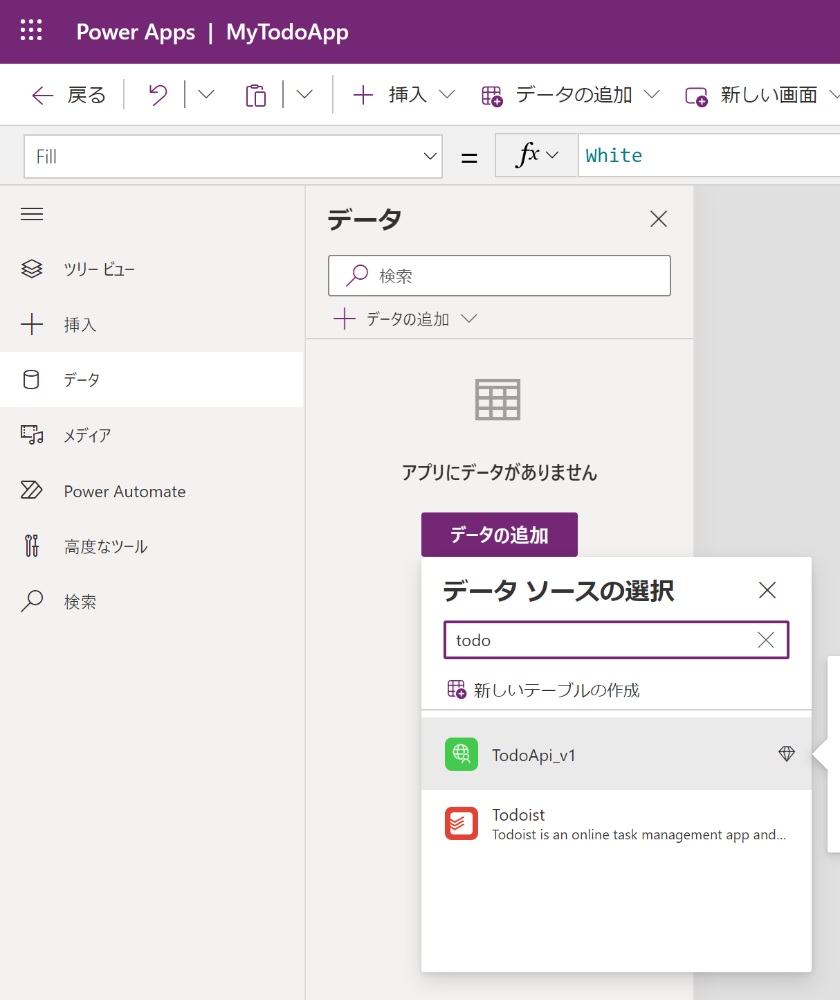 Power Apps | MyTodoApp
戻る 挿入 データの追加 新しい画面
Fill = fx White
データ
検索
データの追加
ツリー ビュー
挿入
データ
メディア
Power Automate
高度なツール
検索
アプリにデータがありません
データの追加
データ ソースの選択
todo
新しいテーブルの作成
TodoApi_v1
Todoist
Todoist is an online task management app and...